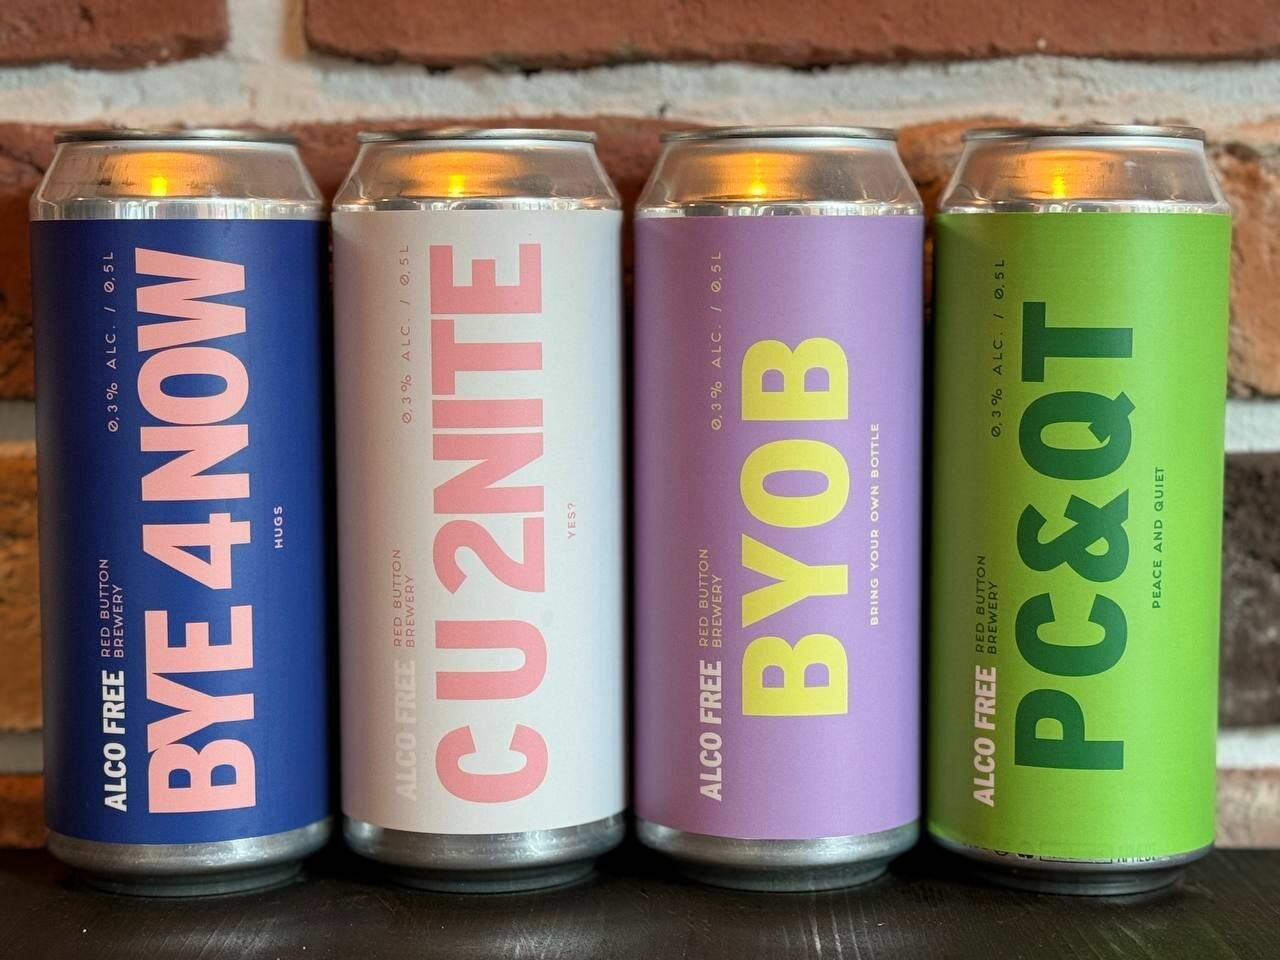 0,3% ALC. / 0,5L
RED BUTTON
BREWERY
ALCO FREE
BYE 4 NOW
HUGS
0,3% ALC. / 0,5L
RED BUTTON
BREWERY
ALCO FREE
C U 2NITE
YES?
0,3% ALC. / 0,5L
RED BUTTON
BREWERY
ALCO FREE
BYOB
BRING YOUR OWN BOTTLE
0,3% ALC. / 0,5L
RED BUTTON
BREWERY
ALCO FREE
PC&QT
PEACE AND QUIET